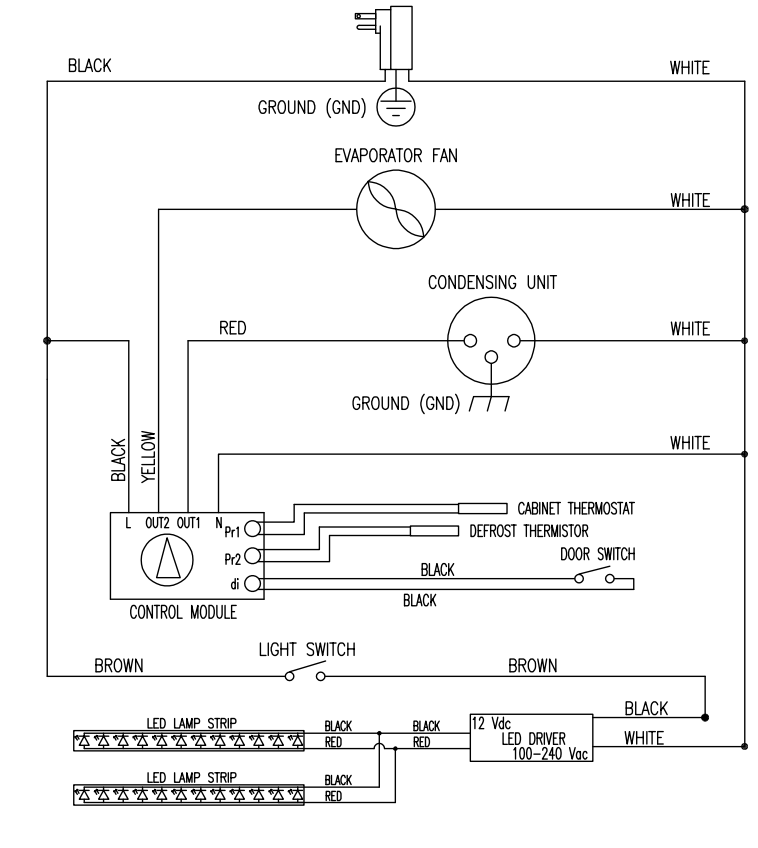 BLACK
WHITE
GROUND (GND)
EVAPORATOR FAN
WHITE
CONDENSING UNIT
RED
WHITE
GROUND (GND)
BLACK
YELLOW
WHITE
L OUT2 OUT1 N
Pr1
CABINET THERMOSTAT
DEFROST THERMISTOR
Pr2
DOOR SWITCH
BLACK
di
BLACK
CONTROL MODULE
LIGHT SWITCH
BROWN
BROWN
BLACK
LED LAMP STRIP
BLACK
BLACK
12 Vdc
RED
RED
LED DRIVER
WHITE
100-240 Vac
LED LAMP STRIP
BLACK
RED